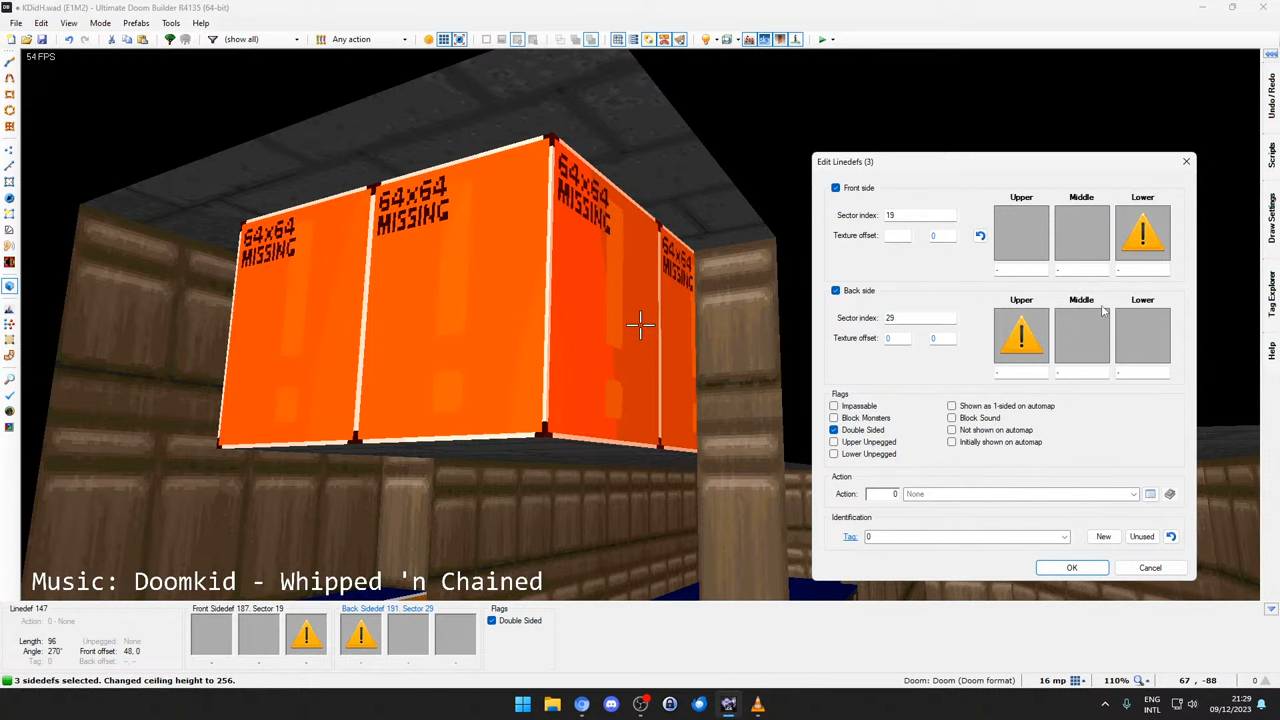 KDidH.wad (E1M2) - Ultimate Doom Builder R4135 (64-bit)
File Edit View Mode Prefabs Tools Help
(show all) Any action
54 FPS
64x64
MISSING
64x64
MISSING
64x64
MISSING
64x64
MISSING
Edit Linedefs (3)
Front side
Upper Middle Lower
Sector index: 19
Texture offset: 0
- - -
Back side
Upper Middle Lower
Sector index: 29
Texture offset: 0 0
- - -
Flags
Impassable Shown as 1-sided on automap
Block Monsters Block Sound
Double Sided Not shown on automap
Upper Unpegged Initially shown on automap
Lower Unpegged
Action
Action: 0 None
Identification
Tag: 0 New Unused
OK Cancel
Undo / Redo
Scripts
Draw Settings
Tag Explorer
Help
Music: Doomkid - Whipped 'n Chained
Linedef 147 Front Sidedef 187. Sector 19 Back Sidedef 191. Sector 29 Flags
Action: 0 - None Double Sided
Length: 96 Unpegged: None
Angle: 270° Front offset: 48, 0
Tag: 0 Back offset: --, --
- - - - - -
3 sidedefs selected. Changed ceiling height to 256. Doom: Doom (Doom format) 16 mp 110% 67 , -88
ENG
INTL
21:29
09/12/2023